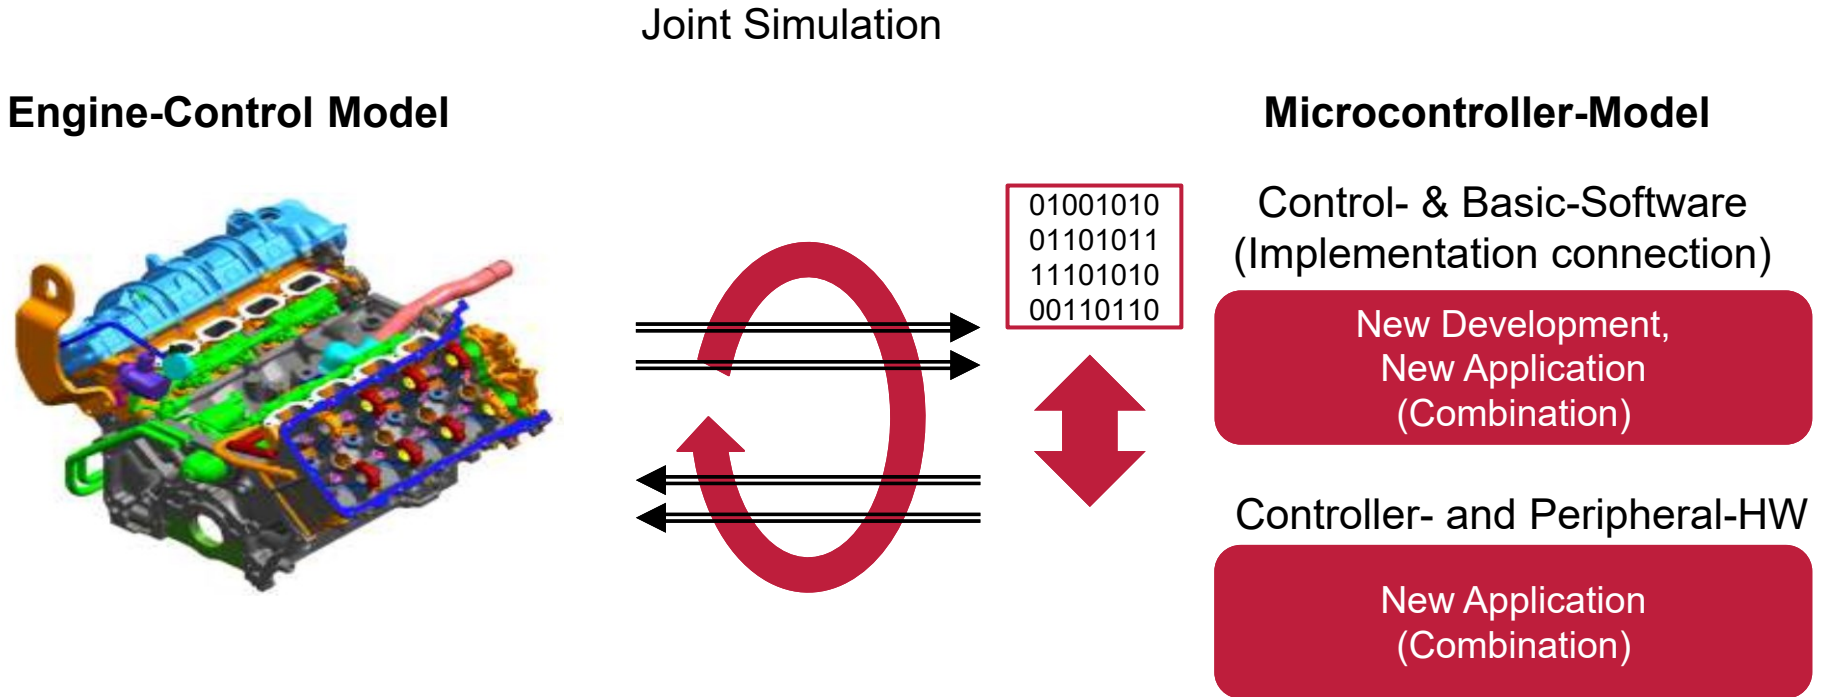 Joint Simulation
Engine-Control Model
Microcontroller-Model
01001010
01101011
11101010
00110110
Control- & Basic-Software
(Implementation connection)
New Development,
New Application
(Combination)
Controller- and Peripheral-HW
New Application
(Combination)